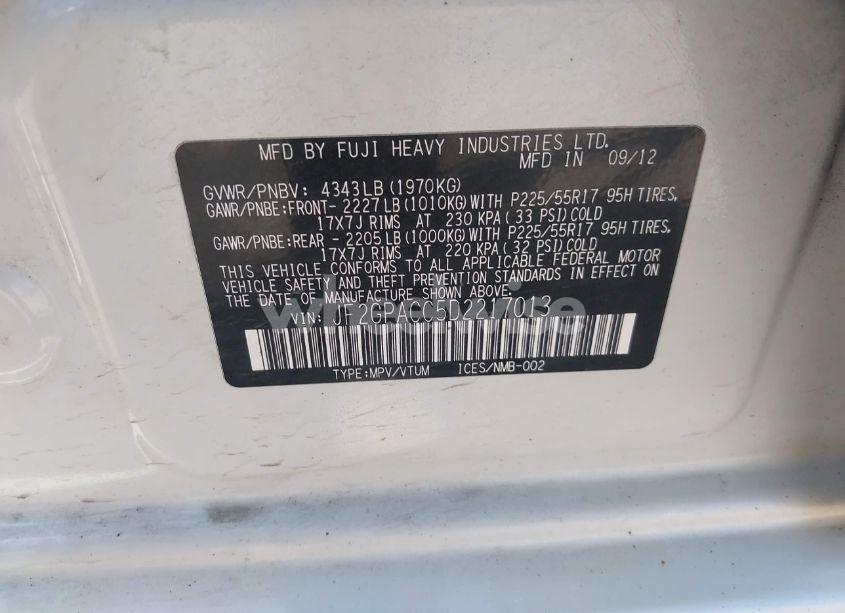 MFD BY FUJI HEAVY INDUSTRIES LTD.
MFD IN 09/12
GVWR/PNBV: 4343LB(1970KG)
GAWR/PNBE:FRONT- 2227LB(1010KG)WITH P225/55R17 95H TIRES,
17X7J RIMS AT 230 KPA( 33 PSI)COLD
GAWR/PNBE:REAR - 2205LB(1000KG)WITH P225/55R17 95H TIRES,
17X7J RIMS AT 220 KPA( 32 PSI)COLD
THIS VEHICLE CONFORMS TO ALL APPLICABLE FEDERAL MOTOR
VEHICLE SAFETY AND THEFT PREVENTION STANDARDS IN EFFECT ON
THE DATE OF MANUFACTURE SHOWN ABOVE.
VIN: JF2GPACC5D2217013
TYPE:MPV/VTUM ICES/NMB-002